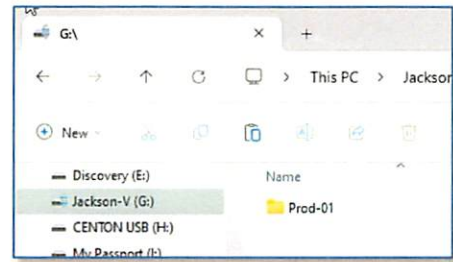 G:\
This PC > Jackson
New
Discovery (E:)
Name
Jackson-V (G:)
Prod-01
CENTON USB (H:)
My Passport (I:)